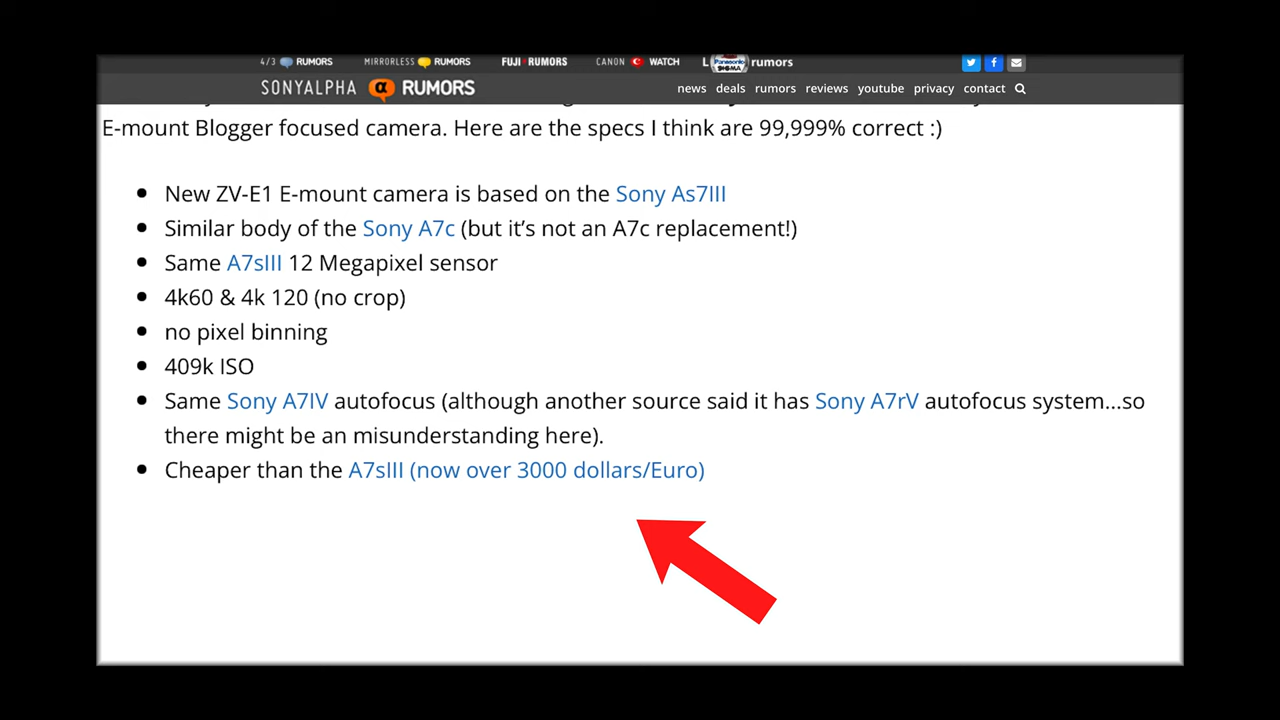 4/3 RUMORS MIRRORLESS RUMORS FUJI RUMORS CANON WATCH L Panasonic SIGMA rumors
SONYALPHA α RUMORS news deals rumors reviews youtube privacy contact
E-mount Blogger focused camera. Here are the specs I think are 99,999% correct :)
New ZV-E1 E-mount camera is based on the Sony As7III
Similar body of the Sony A7c (but it’s not an A7c replacement!)
Same A7sIII 12 Megapixel sensor
4k60 & 4k 120 (no crop)
no pixel binning
409k ISO
Same Sony A7IV autofocus (although another source said it has Sony A7rV autofocus system...so
there might be an misunderstanding here).
Cheaper than the A7sIII (now over 3000 dollars/Euro)